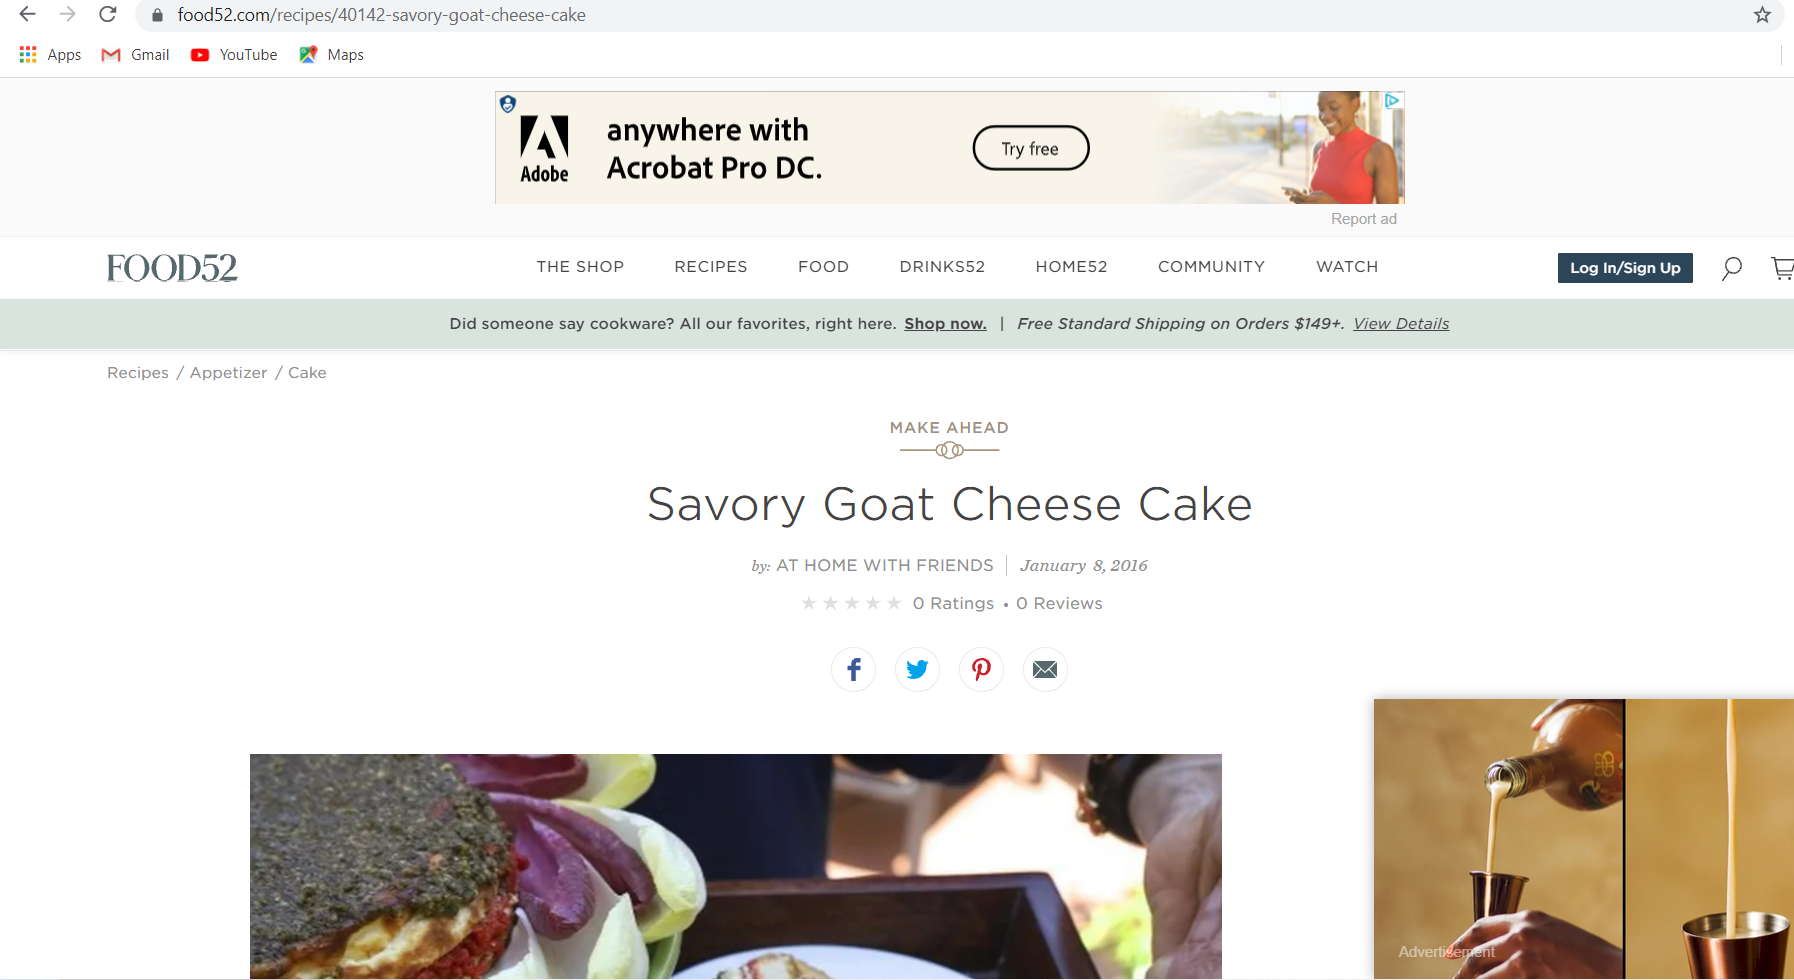 food52.com/recipes/40142-savory-goat-cheese-cake
Apps Gmail YouTube Maps
Adobe
anywhere with
Acrobat Pro DC.
Try free
Report ad
FOOD52 THE SHOP RECIPES FOOD DRINKS52 HOME52 COMMUNITY WATCH Log In/Sign Up
Did someone say cookware? All our favorites, right here. Shop now. | Free Standard Shipping on Orders $149+. View Details
Recipes / Appetizer / Cake
MAKE AHEAD
Savory Goat Cheese Cake
by: AT HOME WITH FRIENDS | January 8, 2016
0 Ratings • 0 Reviews
Advertisement